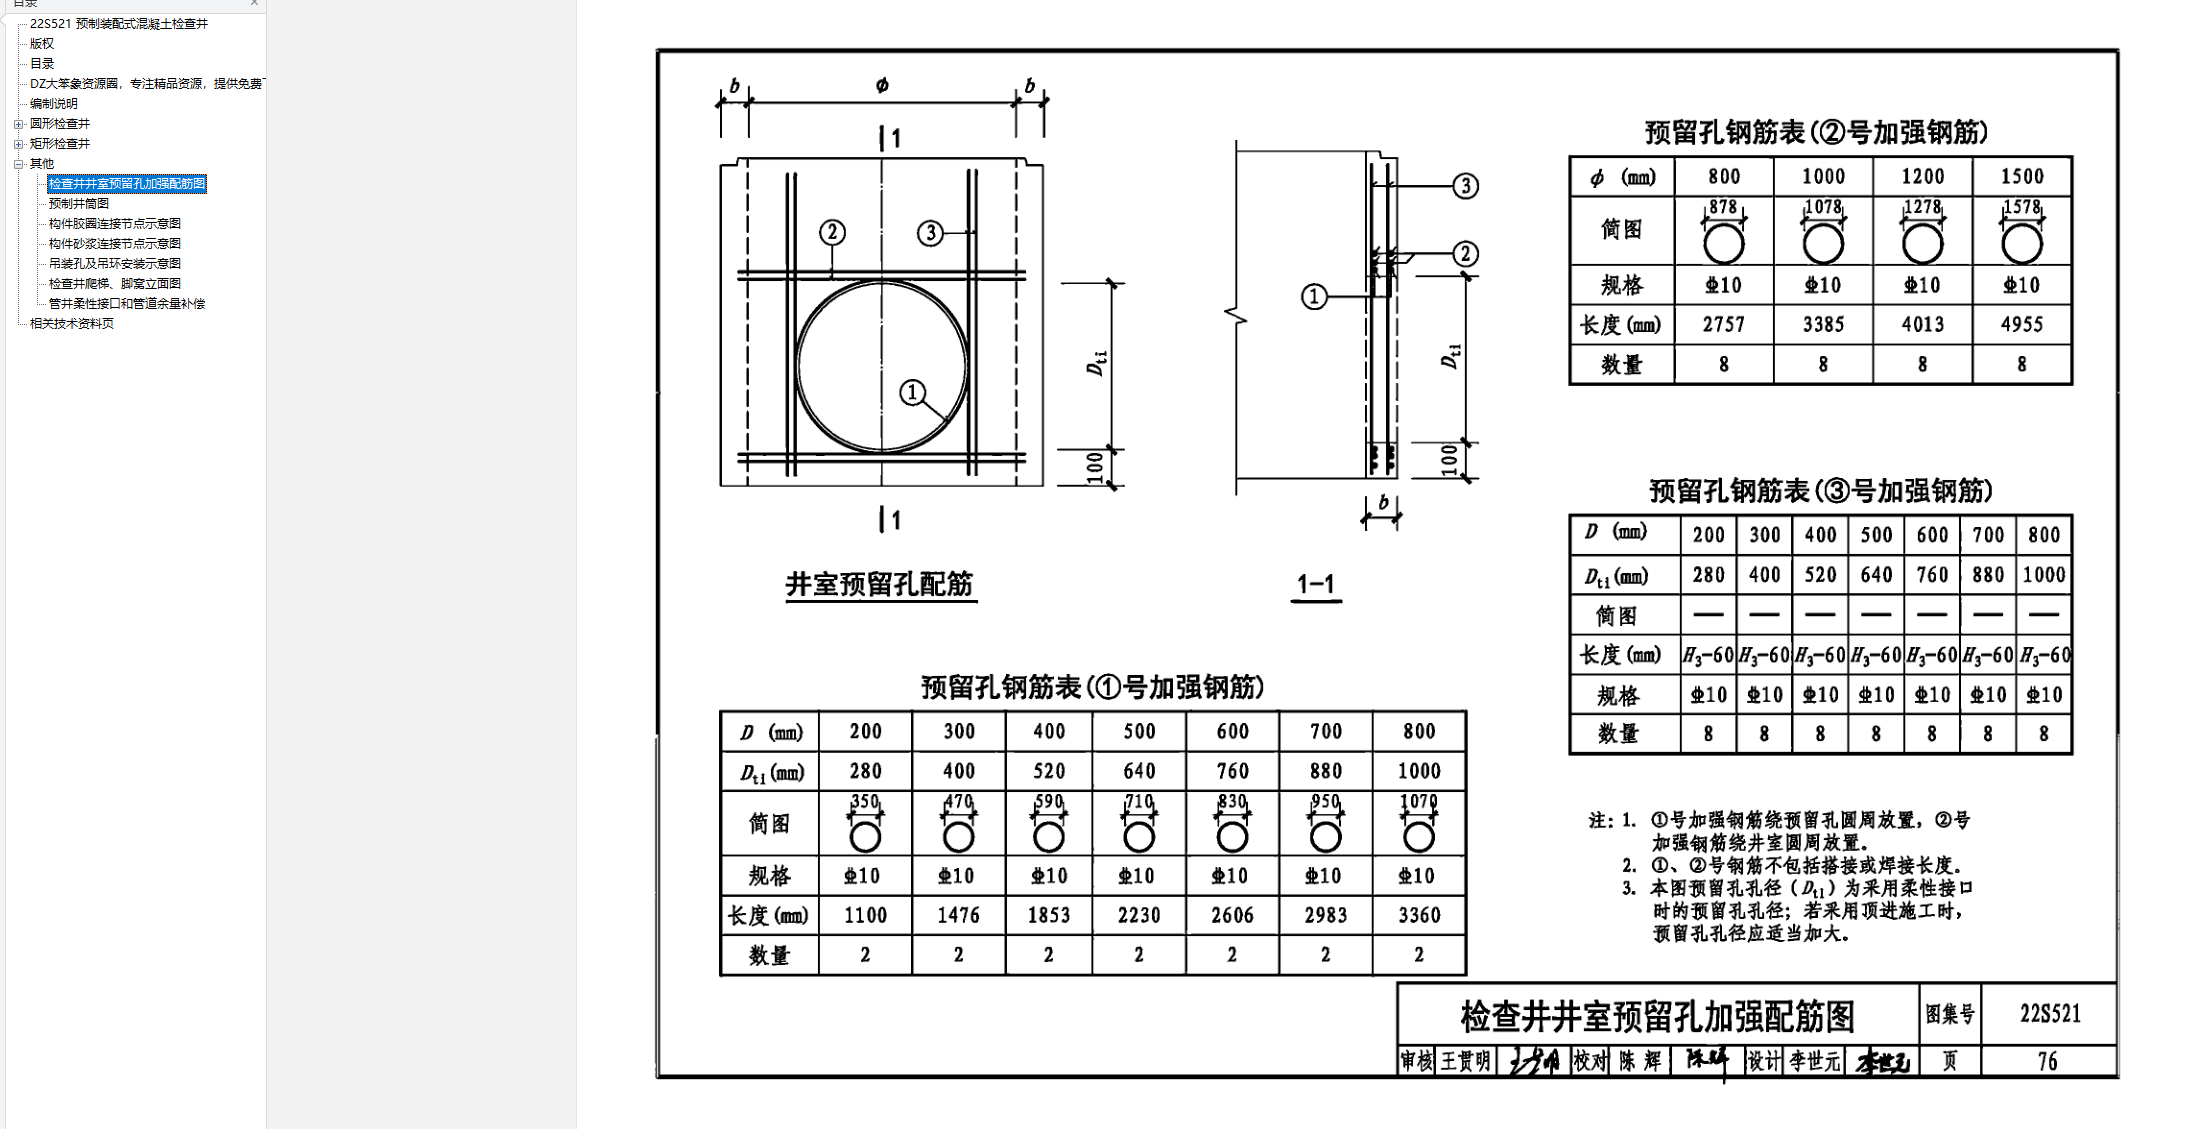 目录
22S521 预制装配式混凝土检查井
版权
目录
DZ大笨象资源圈，专注精品资源，提供免费下
编制说明
圆形检查井
矩形检查井
其他
检查井井室预留孔加强配筋图
预制井筒图
构件胶圈连接节点示意图
构件砂浆连接节点示意图
吊装孔及吊环安装示意图
检查井爬梯、脚窝立面图
管井柔性接口和管道余量补偿
相关技术资料页
b ϕ b
1
② ③
①
Dti
100
1
井室预留孔配筋
③
②
①
Dti
100
b
1-1
预留孔钢筋表(②号加强钢筋)
ϕ (mm) 800 1000 1200 1500
简图 878 1078 1278 1578
规格 Φ10 Φ10 Φ10 Φ10
长度(mm) 2757 3385 4013 4955
数量 8 8 8 8
预留孔钢筋表(③号加强钢筋)
D (mm) 200 300 400 500 600 700 800
Dti(mm) 280 400 520 640 760 880 1000
简图 — — — — — — —
长度(mm) H3-60 H3-60 H3-60 H3-60 H3-60 H3-60 H3-60
规格 Φ10 Φ10 Φ10 Φ10 Φ10 Φ10 Φ10
数量 8 8 8 8 8 8 8
预留孔钢筋表(①号加强钢筋)
D (mm) 200 300 400 500 600 700 800
Dti(mm) 280 400 520 640 760 880 1000
简图 350 470 590 710 830 950 1070
规格 Φ10 Φ10 Φ10 Φ10 Φ10 Φ10 Φ10
长度(mm) 1100 1476 1853 2230 2606 2983 3360
数量 2 2 2 2 2 2 2
注: 1. ①号加强钢筋绕预留孔圆周放置，②号
加强钢筋绕井室圆周放置。
2. ①、②号钢筋不包括搭接或焊接长度。
3. 本图预留孔孔径（Dti）为采用柔性接口
时的预留孔孔径；若采用顶进施工时，
预留孔孔径应适当加大。
检查井井室预留孔加强配筋图 图集号 22S521
审核 王贯明 校对 陈 辉 陈辉 设计 李世元 李世元 页 76